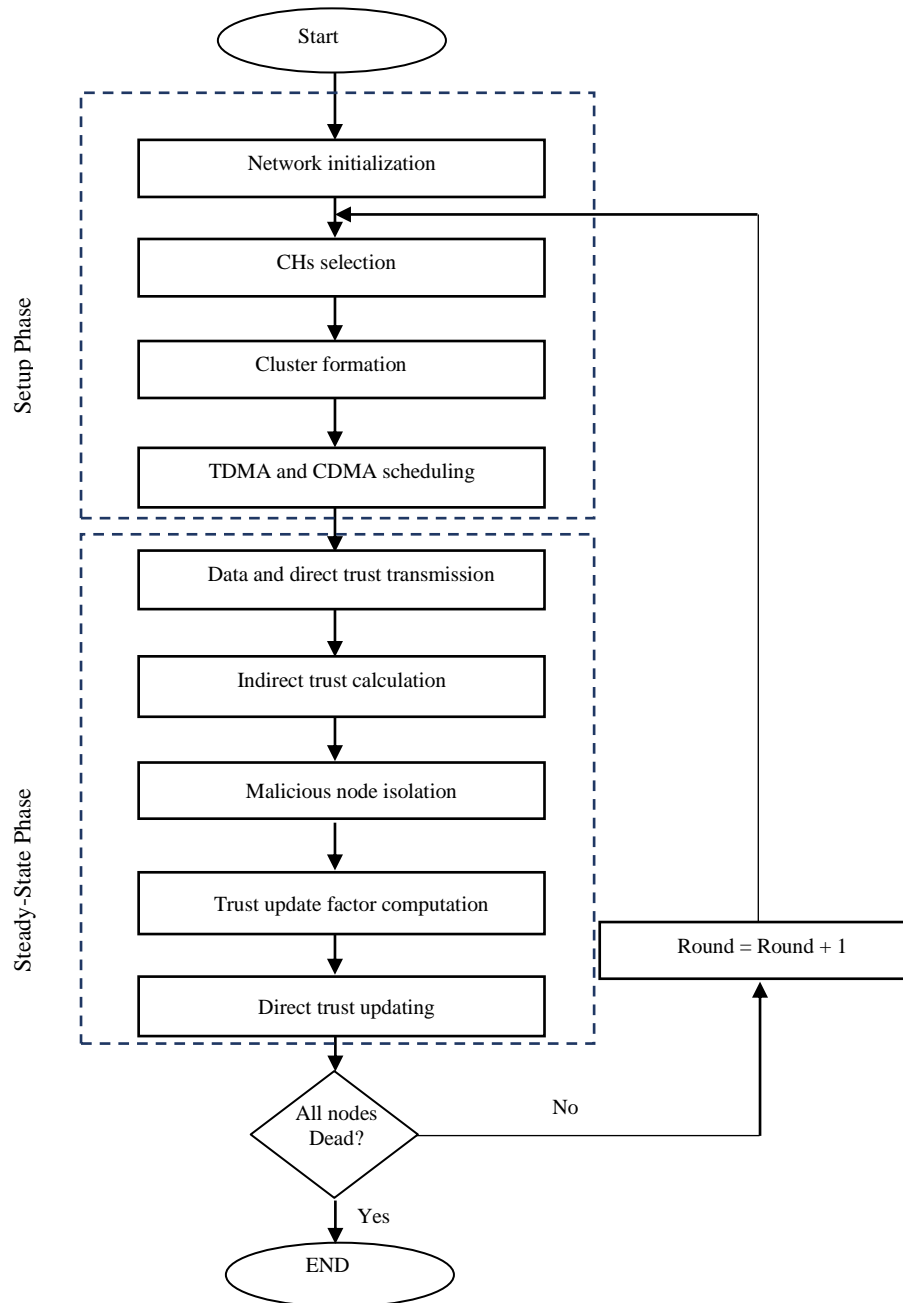 Start
Network initialization
CHs selection
Setup Phase
Cluster formation
TDMA and CDMA scheduling
Data and direct trust transmission
Indirect trust calculation
Malicious node isolation
Steady-State Phase
Trust update factor computation
Round = Round + 1
Direct trust updating
All nodes
Dead?
No
Yes
END